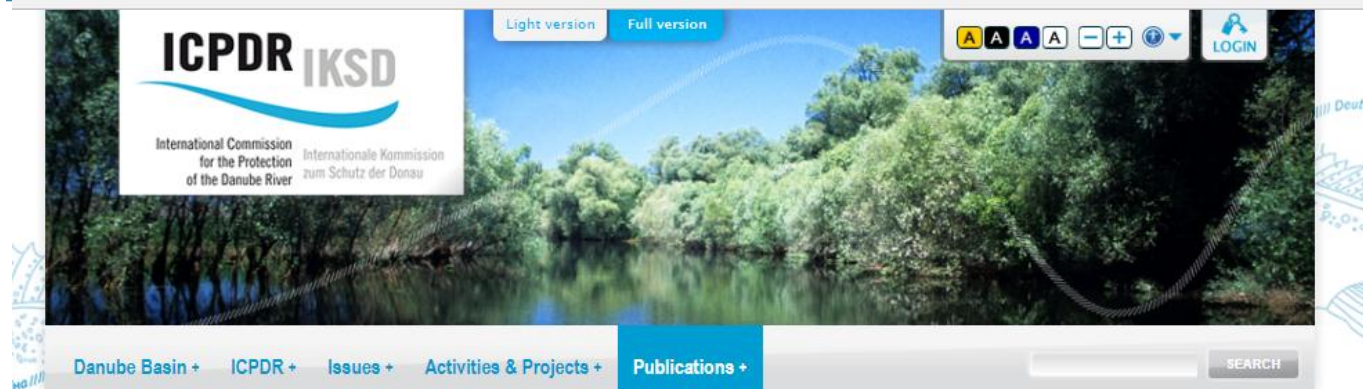 Light version
Full version
A A A A
LOGIN
ICPDR IKSD
International Commission
for the Protection
of the Danube River
Internationale Kommission
zum Schutz der Donau
Danube Basin +
ICPDR +
Issues +
Activities & Projects +
Publications +
SEARCH